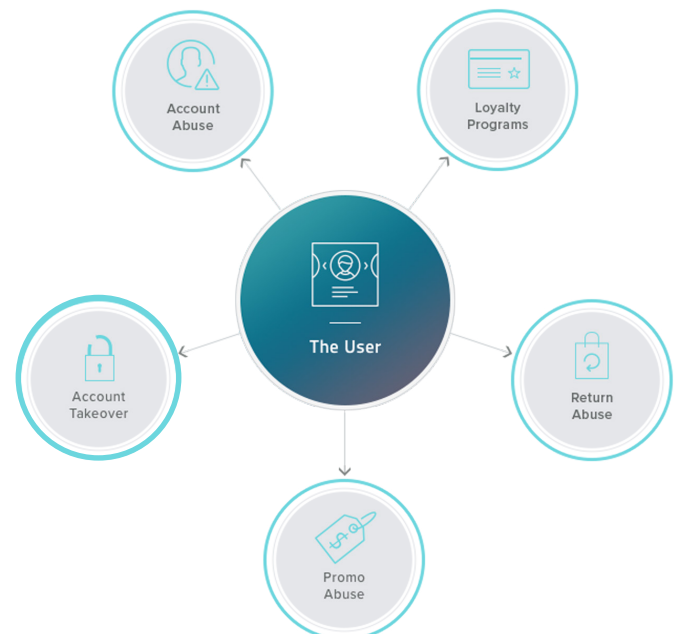 Account
Abuse
Loyalty
Programs
The User
Account
Takeover
Return
Abuse
Promo
Abuse